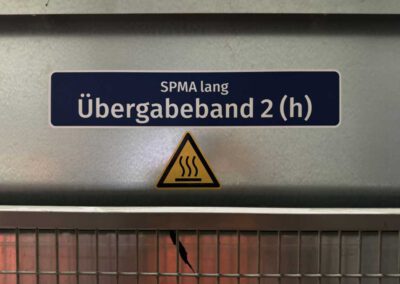 SPMA lang
Übergabeband 2 (h)